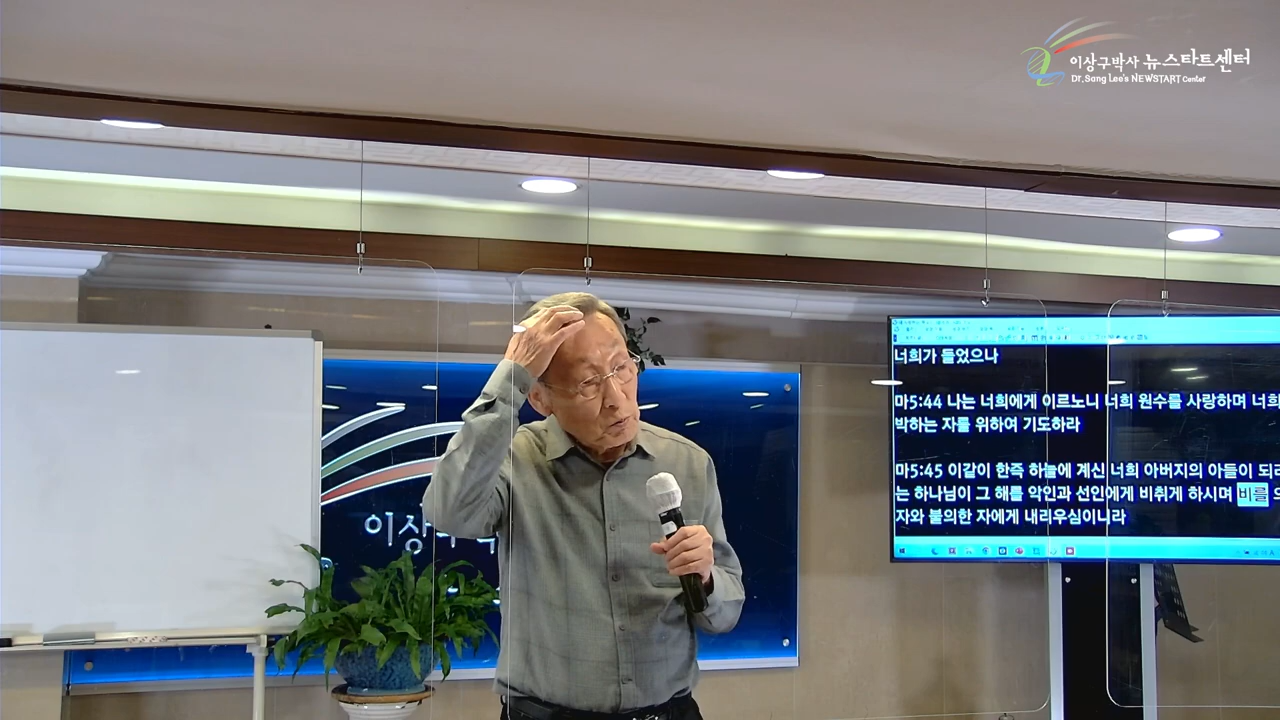 이상구박사 뉴스타트센터
Dr. Sang Lee's NEWSTART Center
너희가 들었으나
마5:44 나는 너희에게 이르노니 너희 원수를 사랑하며 너희
박하는 자를 위하여 기도하라
마5:45 이같이 한즉 하늘에 계신 너희 아버지의 아들이 되
는 하나님이 그 해를 악인과 선인에게 비취게 하시며 비를
자와 불의한 자에게 내리우심이니라
이상